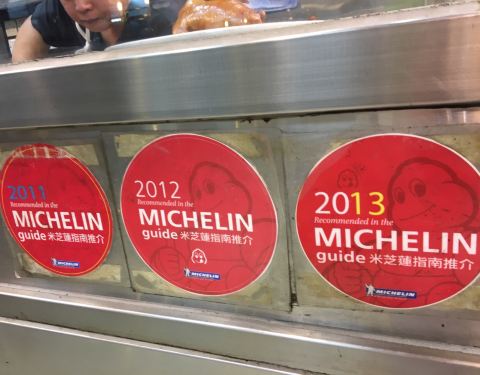 2011
Recommended in the
MICHELIN
guide 米芝蓮指南推介
MICHELIN
2012
Recommended in the
MICHELIN
guide 米芝蓮指南推介
MICHELIN
2013
Recommended in the
MICHELIN
guide 米芝蓮指南推介
MICHELIN